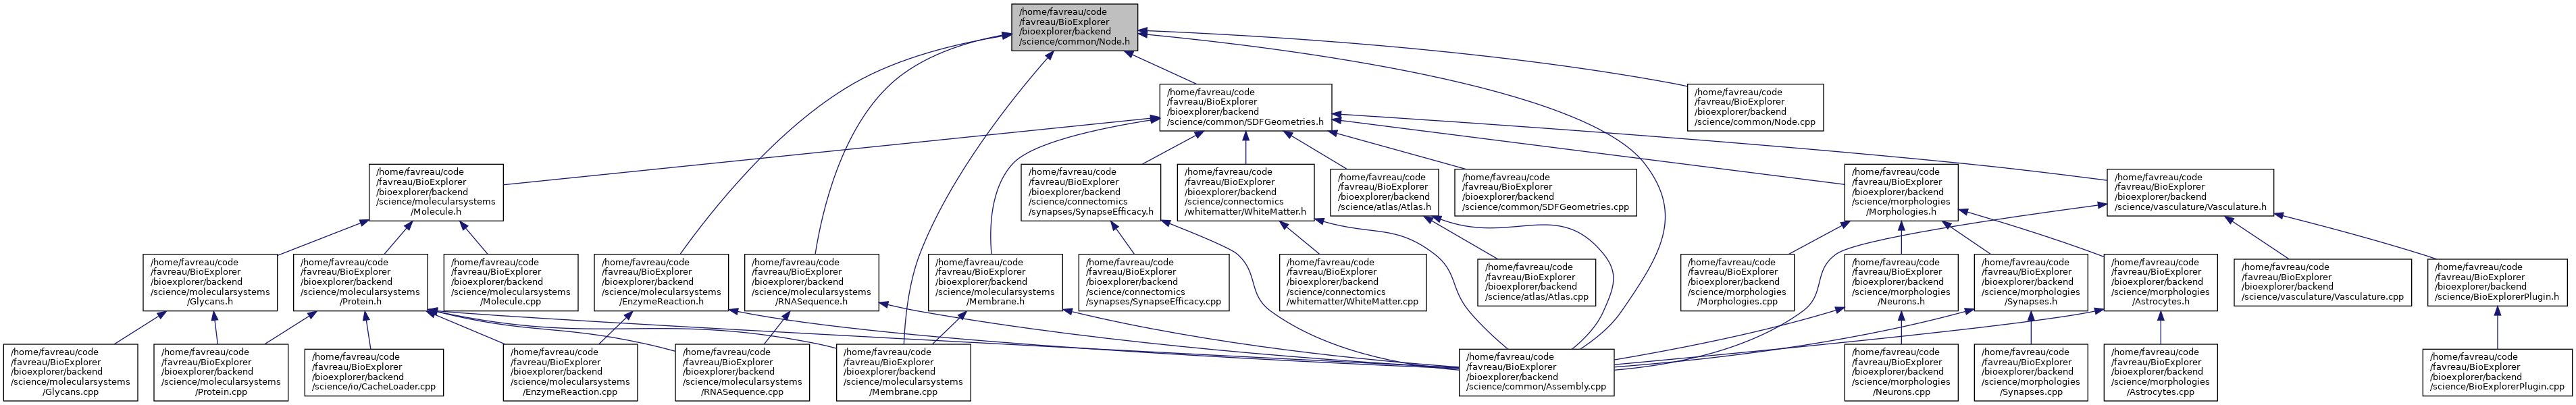 /home/favreau/code
/favreau/BioExplorer
/bioexplorer/backend
/science/common/Node.h
/home/favreau/code
/favreau/BioExplorer
/bioexplorer/backend
/science/common/SDFGeometries.h
/home/favreau/code
/favreau/BioExplorer
/bioexplorer/backend
/science/common/Node.cpp
/home/favreau/code
/favreau/BioExplorer
/bioexplorer/backend
/science/molecularsystems
/Molecule.h
/home/favreau/code
/favreau/BioExplorer
/bioexplorer/backend
/science/connectomics
/synapses/SynapseEfficacy.h
/home/favreau/code
/favreau/BioExplorer
/bioexplorer/backend
/science/connectomics
/whitematter/WhiteMatter.h
/home/favreau/code
/favreau/BioExplorer
/bioexplorer/backend
/science/atlas/Atlas.h
/home/favreau/code
/favreau/BioExplorer
/bioexplorer/backend
/science/common/SDFGeometries.cpp
/home/favreau/code
/favreau/BioExplorer
/bioexplorer/backend
/science/morphologies
/Morphologies.h
/home/favreau/code
/favreau/BioExplorer
/bioexplorer/backend
/science/vasculature/Vasculature.h
/home/favreau/code
/favreau/BioExplorer
/bioexplorer/backend
/science/molecularsystems
/Glycans.h
/home/favreau/code
/favreau/BioExplorer
/bioexplorer/backend
/science/molecularsystems
/Protein.h
/home/favreau/code
/favreau/BioExplorer
/bioexplorer/backend
/science/molecularsystems
/Molecule.cpp
/home/favreau/code
/favreau/BioExplorer
/bioexplorer/backend
/science/molecularsystems
/EnzymeReaction.h
/home/favreau/code
/favreau/BioExplorer
/bioexplorer/backend
/science/molecularsystems
/RNASequence.h
/home/favreau/code
/favreau/BioExplorer
/bioexplorer/backend
/science/molecularsystems
/Membrane.h
/home/favreau/code
/favreau/BioExplorer
/bioexplorer/backend
/science/connectomics
/synapses/SynapseEfficacy.cpp
/home/favreau/code
/favreau/BioExplorer
/bioexplorer/backend
/science/connectomics
/whitematter/WhiteMatter.cpp
/home/favreau/code
/favreau/BioExplorer
/bioexplorer/backend
/science/atlas/Atlas.cpp
/home/favreau/code
/favreau/BioExplorer
/bioexplorer/backend
/science/morphologies
/Morphologies.cpp
/home/favreau/code
/favreau/BioExplorer
/bioexplorer/backend
/science/morphologies
/Neurons.h
/home/favreau/code
/favreau/BioExplorer
/bioexplorer/backend
/science/morphologies
/Synapses.h
/home/favreau/code
/favreau/BioExplorer
/bioexplorer/backend
/science/morphologies
/Astrocytes.h
/home/favreau/code
/favreau/BioExplorer
/bioexplorer/backend
/science/vasculature/Vasculature.cpp
/home/favreau/code
/favreau/BioExplorer
/bioexplorer/backend
/science/BioExplorerPlugin.h
/home/favreau/code
/favreau/BioExplorer
/bioexplorer/backend
/science/molecularsystems
/Glycans.cpp
/home/favreau/code
/favreau/BioExplorer
/bioexplorer/backend
/science/molecularsystems
/Protein.cpp
/home/favreau/code
/favreau/BioExplorer
/bioexplorer/backend
/science/io/CacheLoader.cpp
/home/favreau/code
/favreau/BioExplorer
/bioexplorer/backend
/science/molecularsystems
/EnzymeReaction.cpp
/home/favreau/code
/favreau/BioExplorer
/bioexplorer/backend
/science/molecularsystems
/RNASequence.cpp
/home/favreau/code
/favreau/BioExplorer
/bioexplorer/backend
/science/molecularsystems
/Membrane.cpp
/home/favreau/code
/favreau/BioExplorer
/bioexplorer/backend
/science/common/Assembly.cpp
/home/favreau/code
/favreau/BioExplorer
/bioexplorer/backend
/science/morphologies
/Neurons.cpp
/home/favreau/code
/favreau/BioExplorer
/bioexplorer/backend
/science/morphologies
/Synapses.cpp
/home/favreau/code
/favreau/BioExplorer
/bioexplorer/backend
/science/morphologies
/Astrocytes.cpp
/home/favreau/code
/favreau/BioExplorer
/bioexplorer/backend
/science/BioExplorerPlugin.cpp